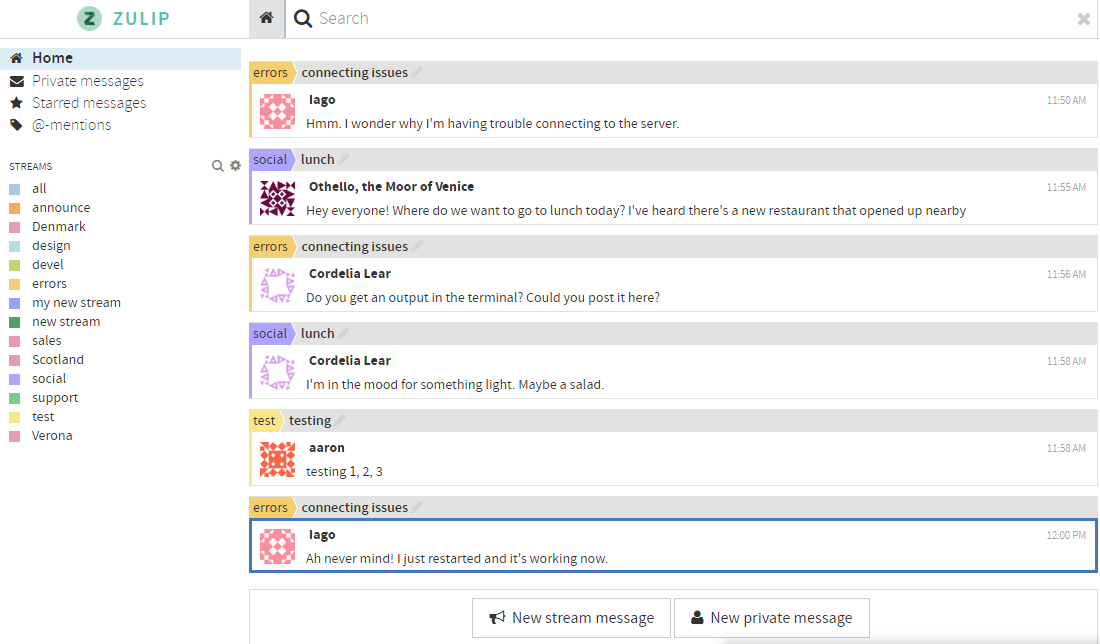 ZULIP
Search
Home
Private messages
Starred messages
@-mentions
STREAMS
all
announce
Denmark
design
devel
errors
my new stream
new stream
sales
Scotland
social
support
test
Verona
errors connecting issues
Iago 11:50 AM
Hmm. I wonder why I'm having trouble connecting to the server.
social lunch
Othello, the Moor of Venice 11:55 AM
Hey everyone! Where do we want to go to lunch today? I've heard there's a new restaurant that opened up nearby
errors connecting issues
Cordelia Lear 11:56 AM
Do you get an output in the terminal? Could you post it here?
social lunch
Cordelia Lear 11:58 AM
I'm in the mood for something light. Maybe a salad.
test testing
aaron 11:58 AM
testing 1, 2, 3
errors connecting issues
Iago 12:00 PM
Ah never mind! I just restarted and it's working now.
New stream message New private message